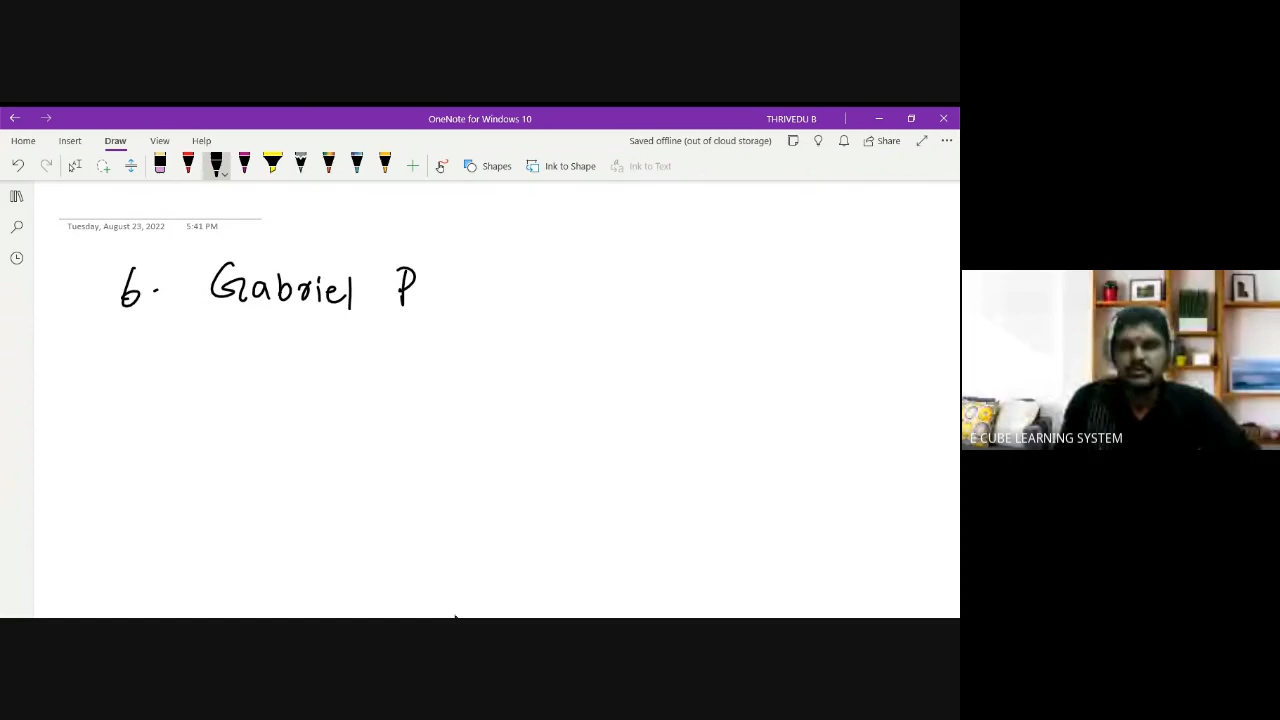 OneNote for Windows 10
THRIVEDU B
Home Insert Draw View Help
Saved offline (out of cloud storage)
Share
Shapes
Ink to Shape
Ink to Text
Tuesday, August 23, 2022 5:41 PM
6. Gabriel P
E CUBE LEARNING SYSTEM